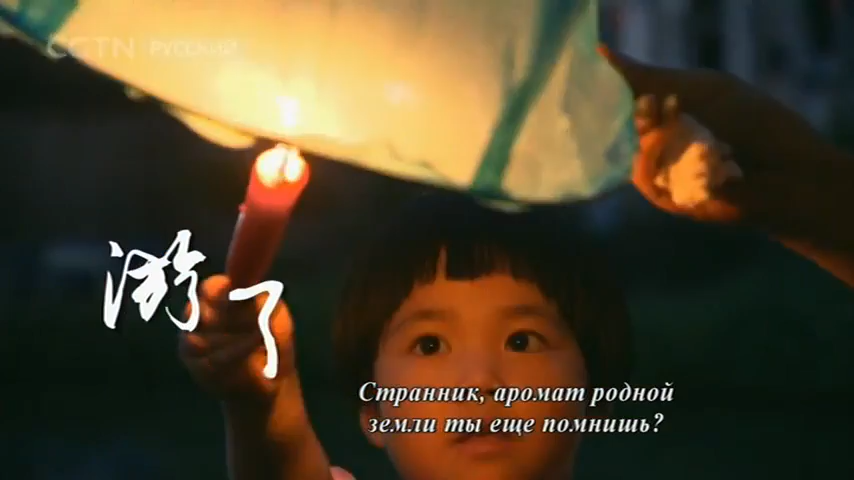 CGTN Русский
游子
Странник, аромат родной
земли ты еще помнишь?